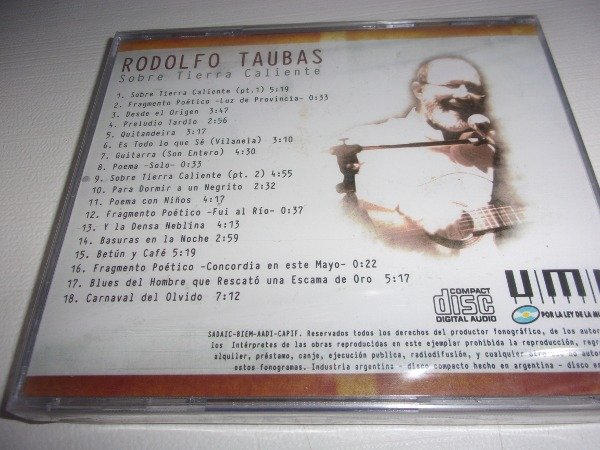 RODOLFO TAUBAS
Sobre Tierra Caliente
1. Sobre Tierra Caliente (pt.1) 5:19
2. Fragmento Poético -Luz de Provincia- 0:33
3. Desde el Origen 3:47
4. Preludio Tardío 2:56
5. Quitandeira 3:17
6. Es Todo lo que Sé (Vilanela) 3:10
7. Guitarra (Son Entero) 4:30
8. Poema -Solo- 0:33
9. Sobre Tierra Caliente (pt. 2) 4:55
10. Para Dormir a un Negrito 2:32
11. Poema con Niños 4:17
12. Fragmento Poético -Fui al Río- 0:37
13. Y la Densa Neblina 4:13
14. Basuras en la Noche 2:59
15. Betún y Café 5:19
16. Fragmento Poético -Concordia en este Mayo- 0:22
17. Blues del Hombre que Rescató una Escama de Oro 5:17
18. Carnaval del Olvido 7:12
COMPACT
disc
DIGITAL AUDIO
UMI
POR LA LEY DE LA
SADAIC-BIEM-AADI-CAPIF. Reservados todos los derechos del productor fonográfico, de los
los Intérpretes de las obras reproducidas en este ejemplar prohibida la reproducción,
alquiler, préstamo, canje, ejecución publica, radiodifusión, y cualquier
estos fonogramas. Industria argentina - disco compacto hecho en argentina - disco